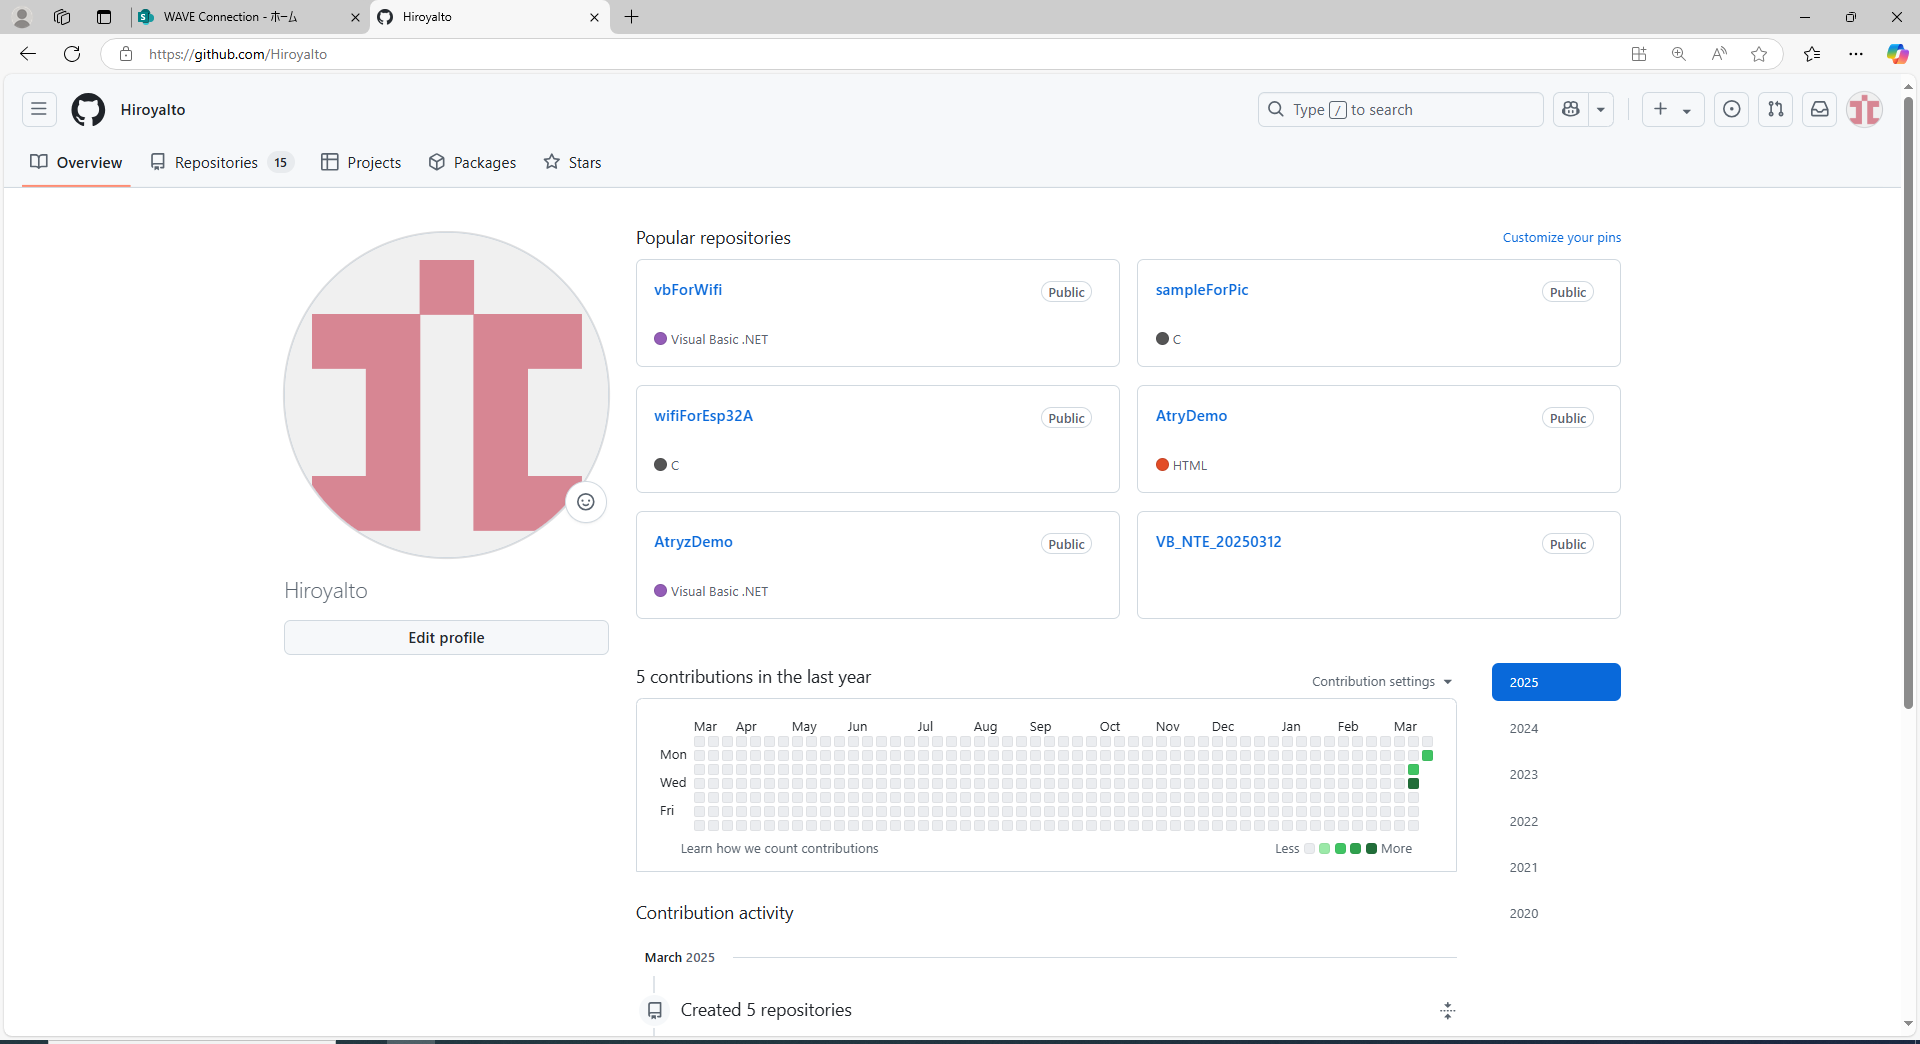 WAVE Connection - ホーム
Hiroyalto
https://github.com/Hiroyalto
Hiroyalto
Type / to search
Overview
Repositories 15
Projects
Packages
Stars
Popular repositories
Customize your pins
vbForWifi
Public
Visual Basic .NET
sampleForPic
Public
C
wifiForEsp32A
Public
C
AtryDemo
Public
HTML
AtryzDemo
Public
Visual Basic .NET
VB_NTE_20250312
Public
Hiroyalto
Edit profile
5 contributions in the last year
Contribution settings
2025
2024
2023
2022
2021
2020
Mar Apr May Jun Jul Aug Sep Oct Nov Dec Jan Feb Mar
Mon
Wed
Fri
Learn how we count contributions
Less More
Contribution activity
March 2025
Created 5 repositories